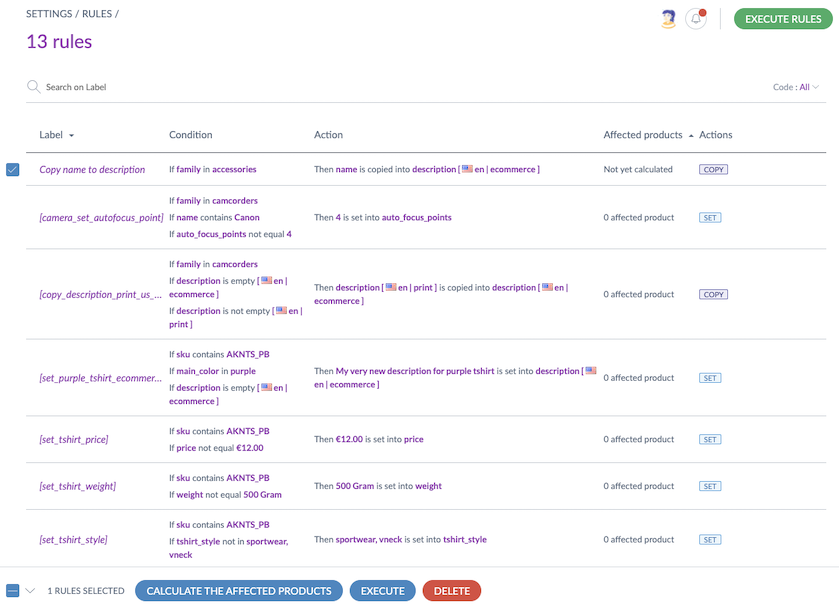 SETTINGS / RULES /
EXECUTE RULES
13 rules
Search on Label
Code : All
Label Condition Action Affected products Actions
Copy name to description If family in accessories Then name is copied into description [ en | ecommerce ] Not yet calculated COPY
If family in camcorders
[camera_set_autofocus_point] If name contains Canon Then 4 is set into auto_focus_points 0 affected product SET
If auto_focus_points not equal 4
If family in camcorders
If description is empty [ en |
ecommerce ]
[copy_description_print_us_... Then description [ en | print ] is copied into description [ en |
ecommerce ] 0 affected product COPY
If description is not empty [ en |
print ]
If sku contains AKNTS_PB
If main_color in purple
If description is empty [ en |
ecommerce ]
[set_purple_tshirt_ecommer... Then My very new description for purple tshirt is set into description [
en | ecommerce ] 0 affected product SET
If sku contains AKNTS_PB
If price not equal €12.00
[set_tshirt_price] Then €12.00 is set into price 0 affected product SET
If sku contains AKNTS_PB
If weight not equal 500 Gram
[set_tshirt_weight] Then 500 Gram is set into weight 0 affected product SET
If sku contains AKNTS_PB
If tshirt_style not in sportwear,
vneck
[set_tshirt_style] Then sportwear, vneck is set into tshirt_style 0 affected product SET
1 RULES SELECTED CALCULATE THE AFFECTED PRODUCTS EXECUTE DELETE